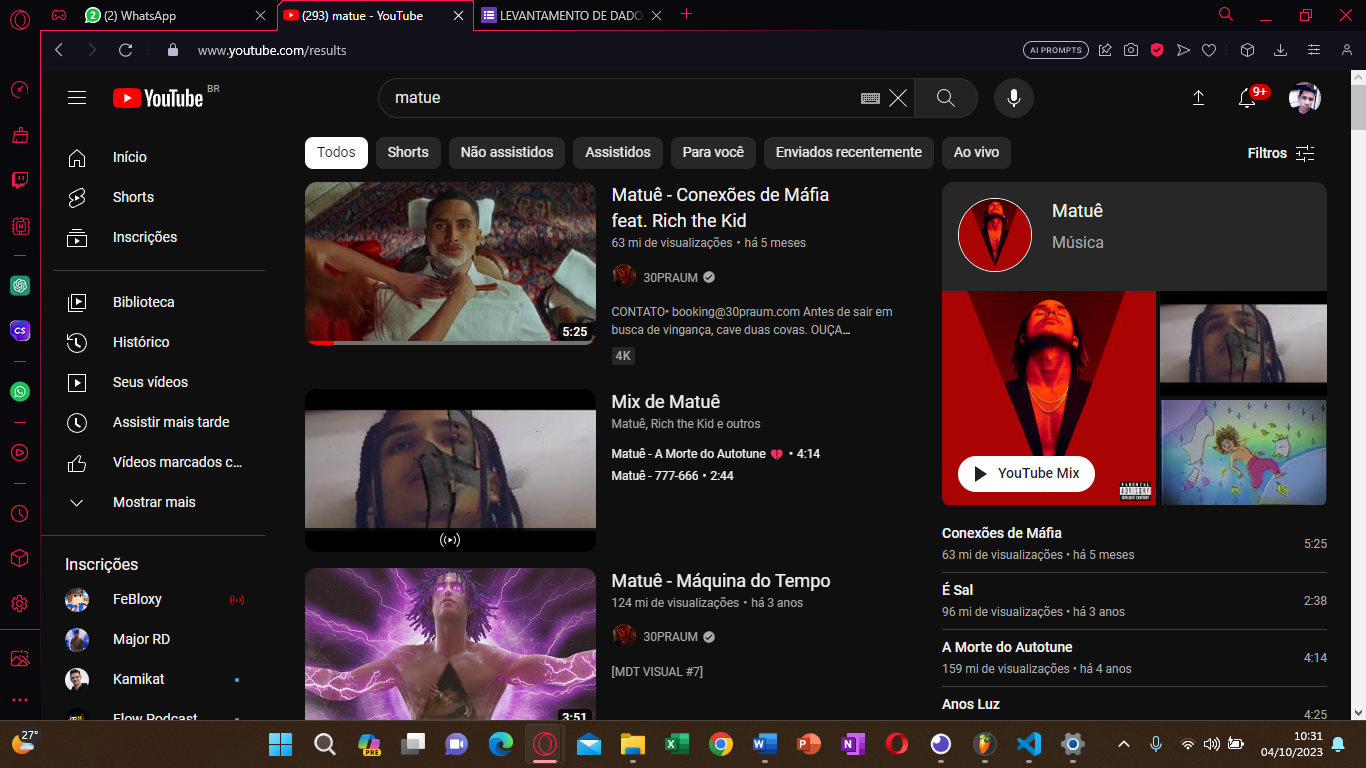 (2) WhatsApp
(293) matue - YouTube
LEVANTAMENTO DE DADO
www.youtube.com/results
AI PROMPTS
YouTube BR
matue
9+
Início
Shorts
Inscrições
Biblioteca
Histórico
Seus vídeos
Assistir mais tarde
Vídeos marcados c...
Mostrar mais
Inscrições
FeBloxy
Major RD
Kamikat
Flow Podcast
Todos
Shorts
Não assistidos
Assistidos
Para você
Enviados recentemente
Ao vivo
Filtros
5:25
Matuê - Conexões de Máfia
feat. Rich the Kid
63 mi de visualizações • há 5 meses
30PRAUM
CONTATO• booking@30praum.com Antes de sair em
busca de vingança, cave duas covas. OUÇA...
4K
Mix de Matuê
Matuê, Rich the Kid e outros
Matuê - A Morte do Autotune 💔 • 4:14
Matuê - 777-666 • 2:44
3:51
Matuê - Máquina do Tempo
124 mi de visualizações • há 3 anos
30PRAUM
[MDT VISUAL #7]
Matuê
Música
YouTube Mix
PARENTAL
ADVISORY
EXPLICIT CONTENT
Conexões de Máfia
63 mi de visualizações • há 5 meses
5:25
É Sal
96 mi de visualizações • há 3 anos
2:38
A Morte do Autotune
159 mi de visualizações • há 4 anos
4:14
Anos Luz
4:25
27°
PRE
10:31
04/10/2023